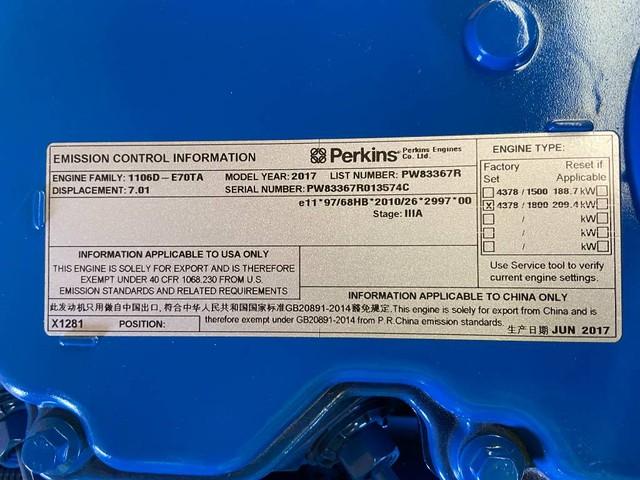 EMISSION CONTROL INFORMATION
Perkins Perkins Engines Co. Ltd.
ENGINE FAMILY: 1106D-E70TA MODEL YEAR: 2017 LIST NUMBER: PW83367R
DISPLACEMENT: 7.01 SERIAL NUMBER: PW83367R013574C
e11*97/68HB*2010/26*2997*00
Stage: IIIA
ENGINE TYPE:
Factory Set Reset if Applicable
4378 / 1500 188.7 kW
X 4378 / 1800 209.4 kW
/ kW
/ kW
/ kW
Use Service tool to verify
current engine settings.
INFORMATION APPLICABLE TO USA ONLY
THIS ENGINE IS SOLELY FOR EXPORT AND IS THEREFORE
EXEMPT UNDER 40 CFR 1068.230 FROM U.S.
EMISSION STANDARDS AND RELATED REQUIREMENTS
INFORMATION APPLICABLE TO CHINA ONLY
此发动机只用做自中国出口,符合中华人民共和国国家标准GB20891-2014豁免规定.This engine is solely for export from China and is
therefore exempt under GB20891-2014 from P.R.China emission standards.
X1281 POSITION:
生产日期 JUN 2017